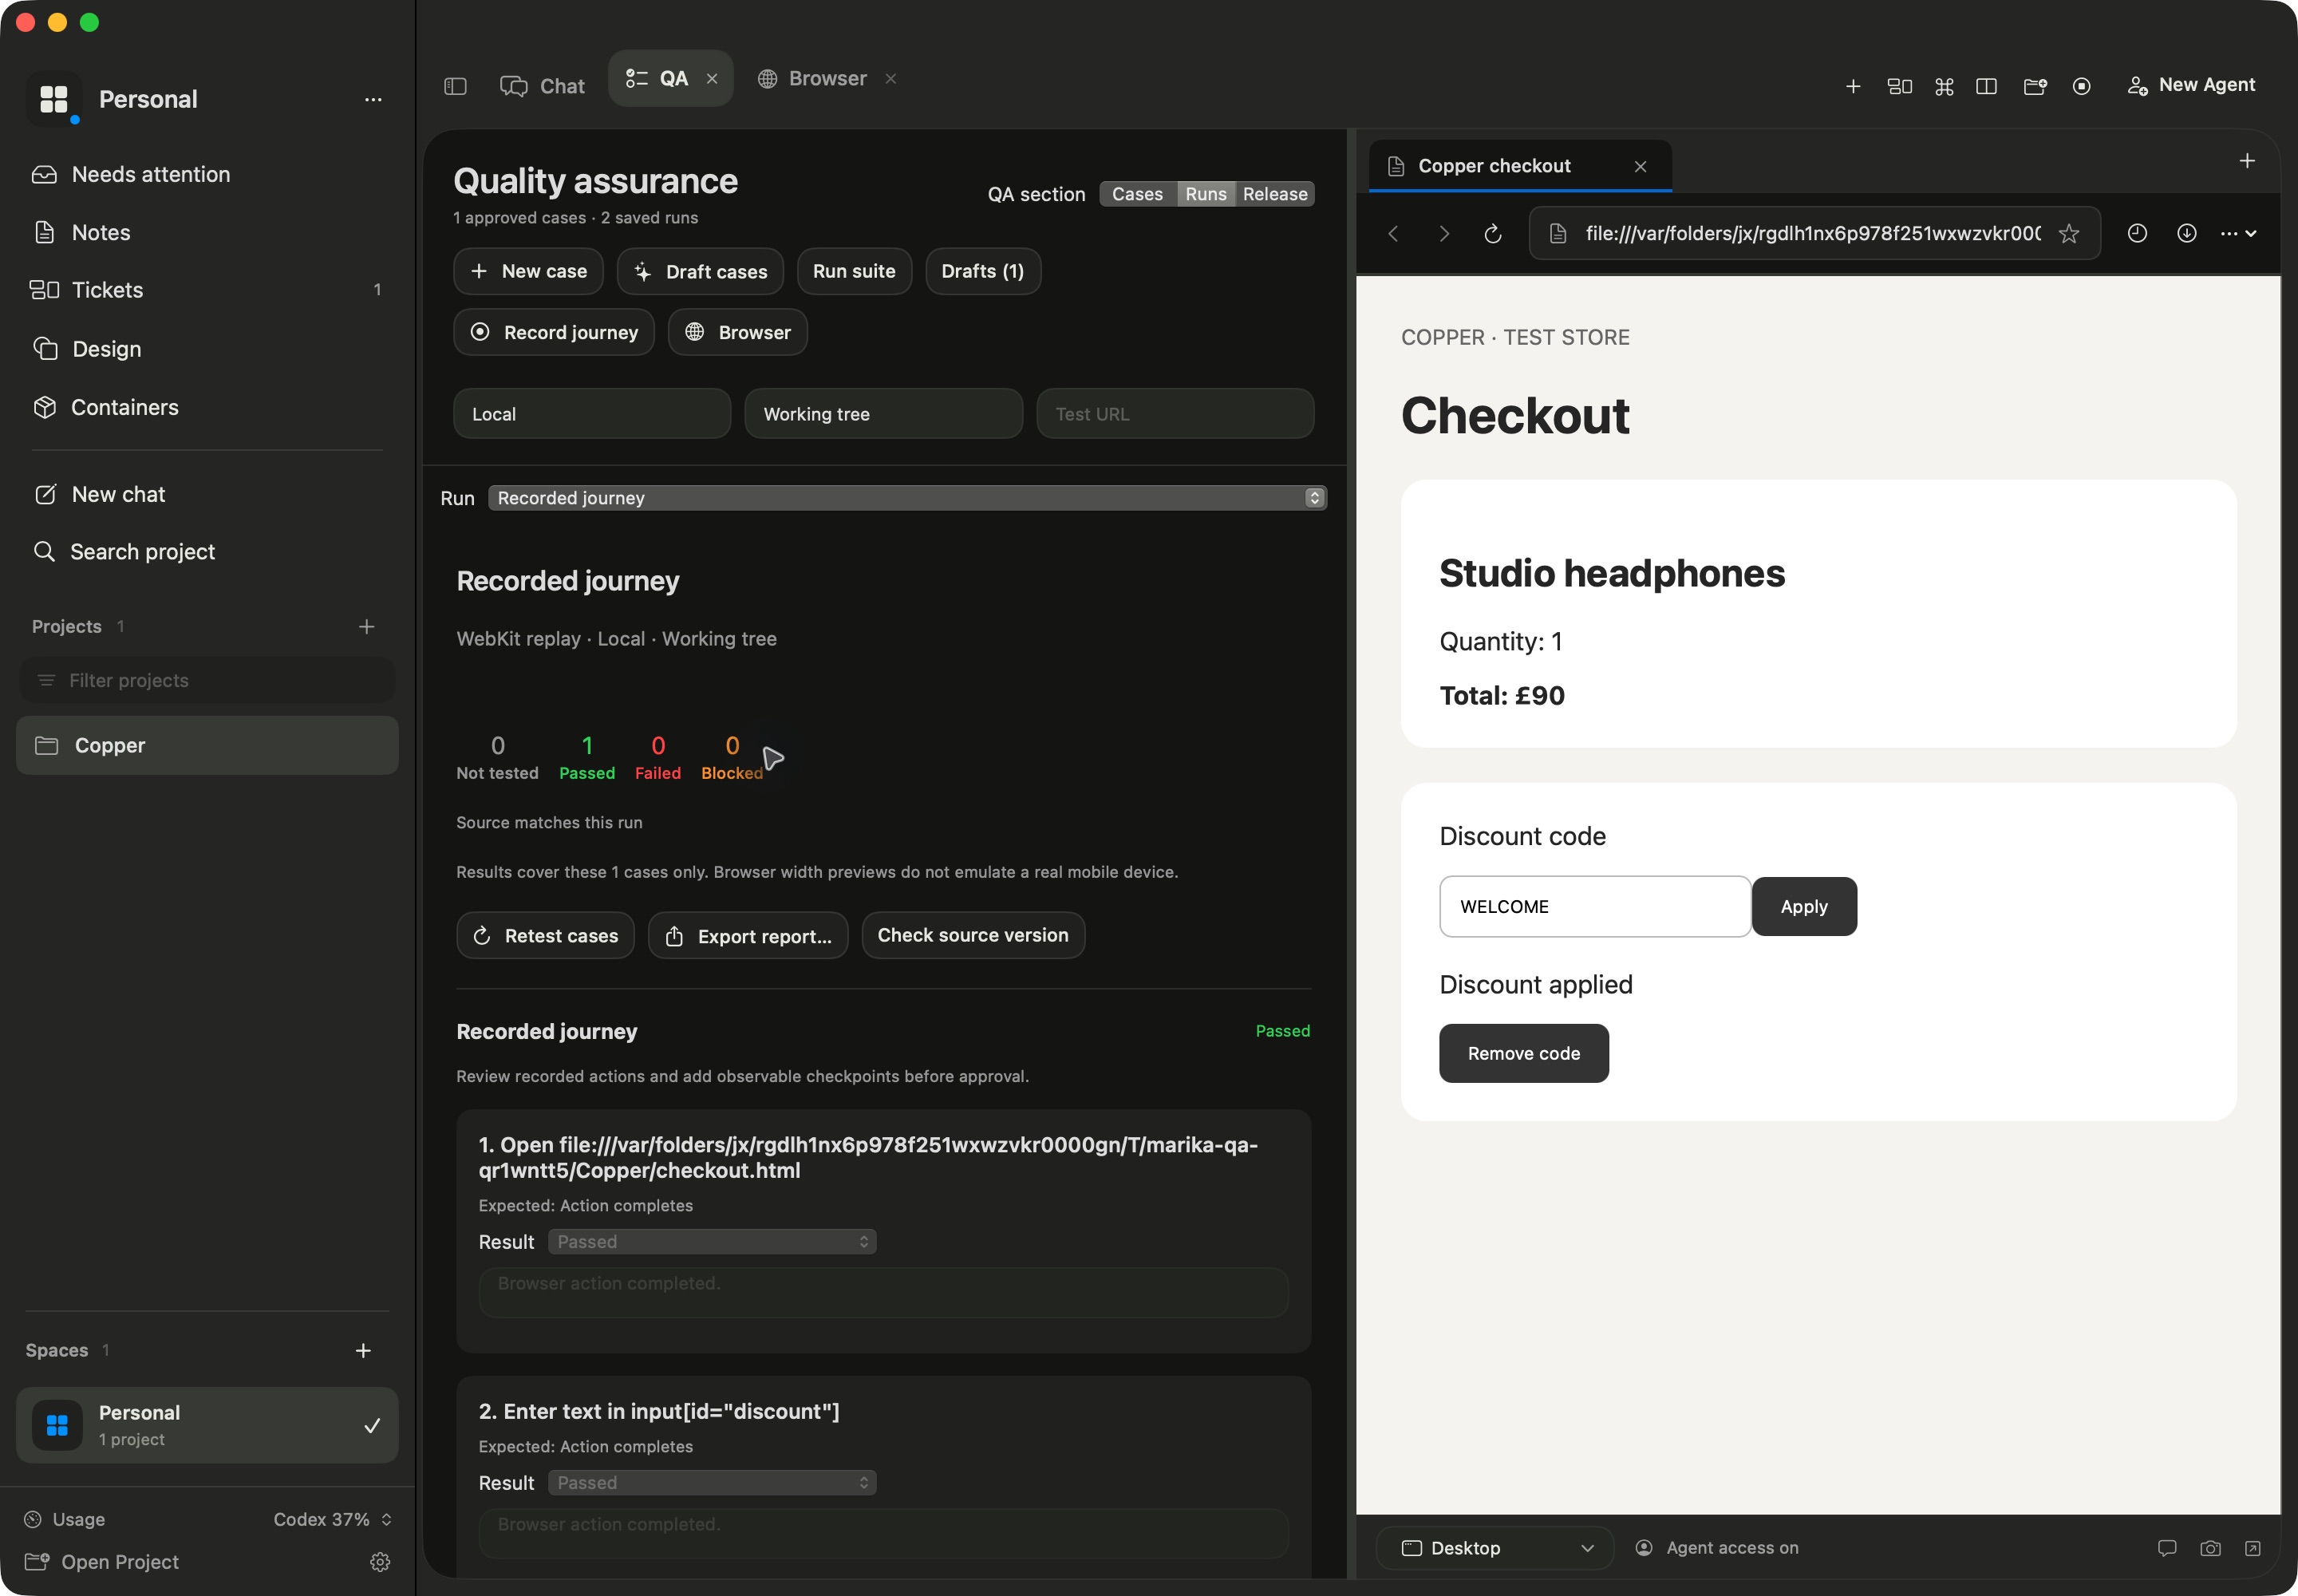 Personal
Needs attention
Notes
Tickets 1
Design
Containers
New chat
Search project
Projects 1
Filter projects
Copper
Spaces 1
Personal
1 project
Usage Codex 37%
Open Project
Chat
QA
Browser
New Agent
Quality assurance
1 approved cases · 2 saved runs
QA section Cases Runs Release
New case
Draft cases
Run suite
Drafts (1)
Record journey
Browser
Local
Working tree
Test URL
Run Recorded journey
Recorded journey
WebKit replay · Local · Working tree
0 1 0 0
Not tested Passed Failed Blocked
Source matches this run
Results cover these 1 cases only. Browser width previews do not emulate a real mobile device.
Retest cases
Export report...
Check source version
Recorded journey Passed
Review recorded actions and add observable checkpoints before approval.
1. Open file:///var/folders/jx/rgdlh1nx6p978f251wxwzvkr0000gn/T/marika-qa-
qr1wntt5/Copper/checkout.html
Expected: Action completes
Result Passed
Browser action completed.
2. Enter text in input[id="discount"]
Expected: Action completes
Result Passed
Browser action completed.
Copper checkout
file:///var/folders/jx/rgdlh1nx6p978f251wxwzvkr000
COPPER · TEST STORE
Checkout
Studio headphones
Quantity: 1
Total: £90
Discount code
WELCOME Apply
Discount applied
Remove code
Desktop
Agent access on